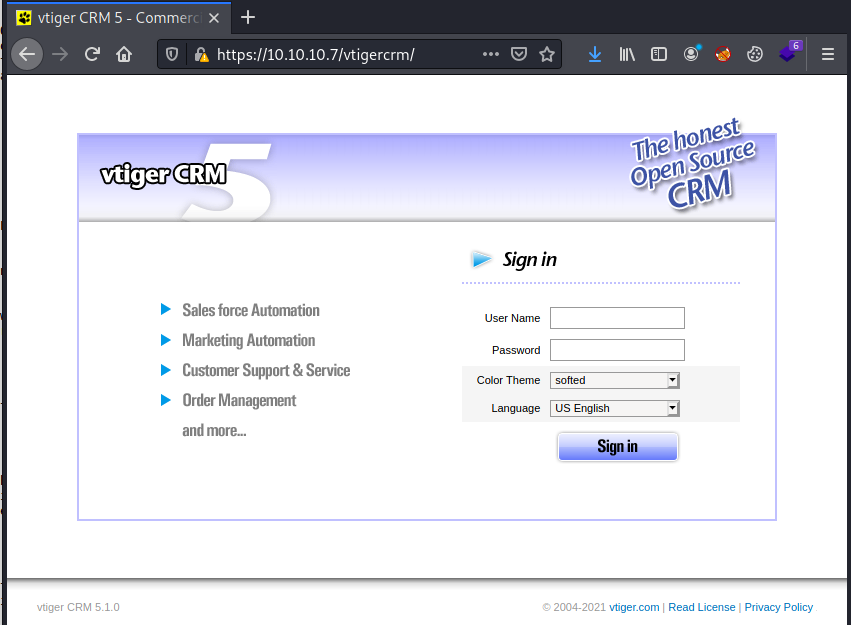 vtiger CRM 5 - Commerc
https://10.10.10.7/vtigercrm/
6
vtiger CRM
5
The honest
Open Source
CRM
Sign in
Sales force Automation
Marketing Automation
Customer Support & Service
Order Management
and more...
User Name
Password
Color Theme softed
Language US English
Sign in
vtiger CRM 5.1.0
© 2004-2021 vtiger.com | Read License | Privacy Policy